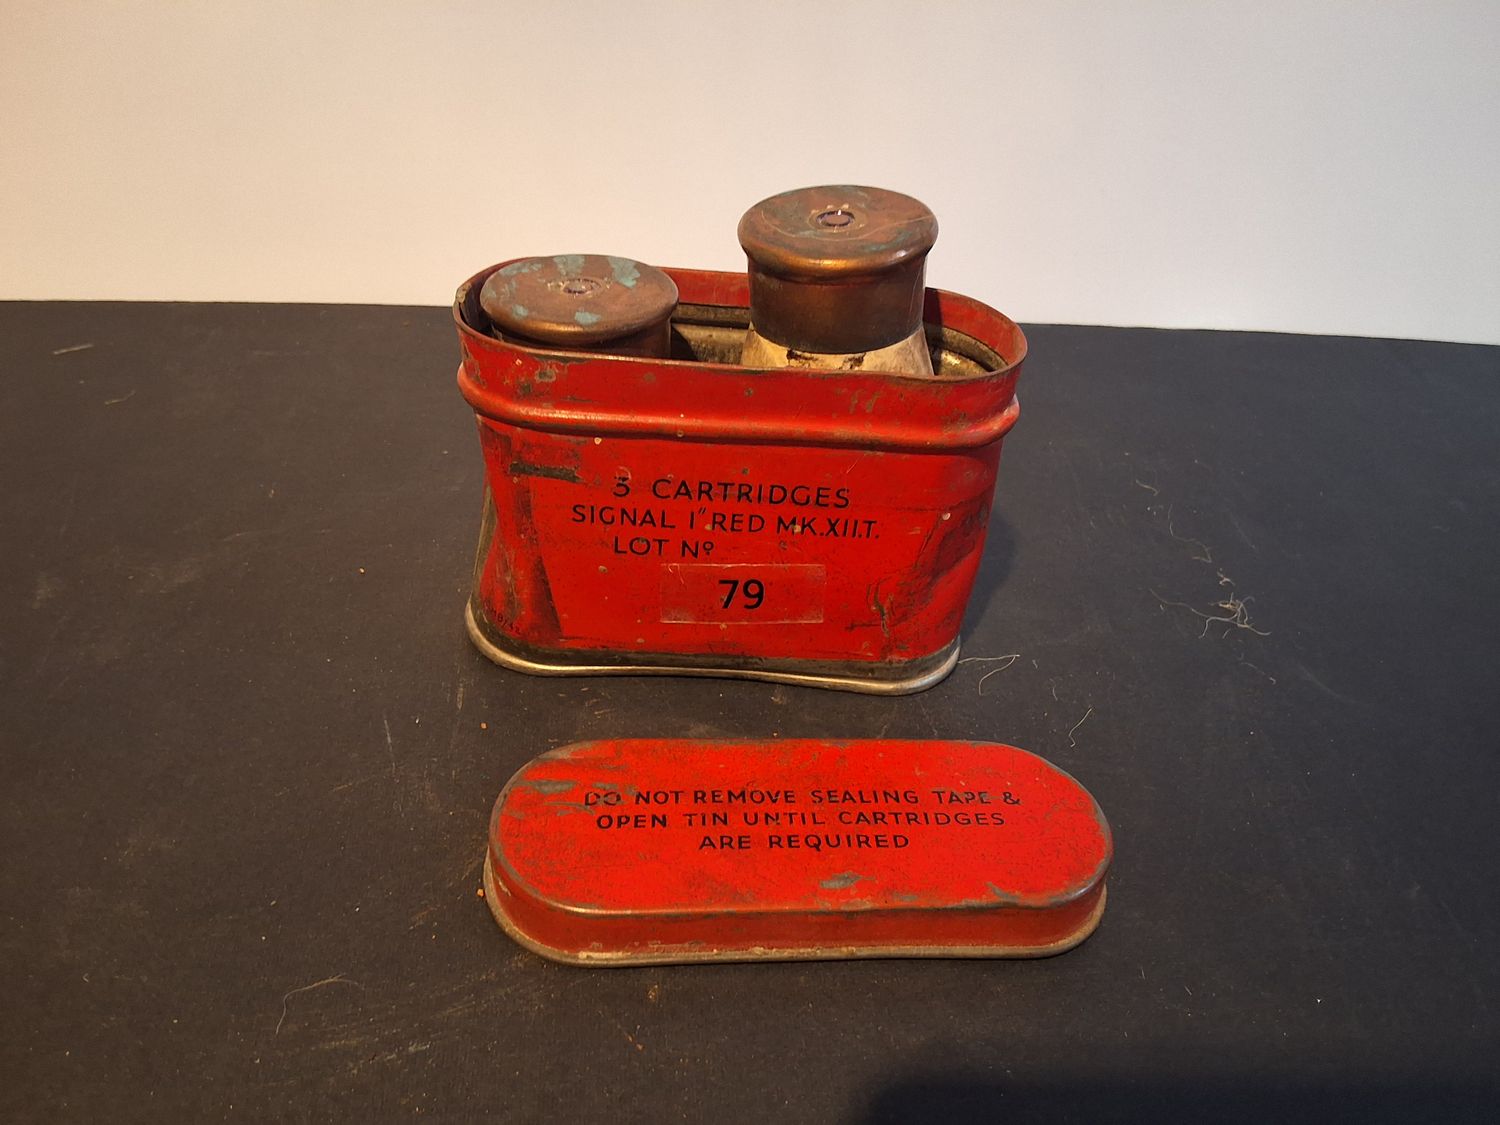 3 CARTRIDGES
SIGNAL 1" RED MK.XII.T.
LOT Nº
79
DO NOT REMOVE SEALING TAPE &
OPEN TIN UNTIL CARTRIDGES
ARE REQUIRED